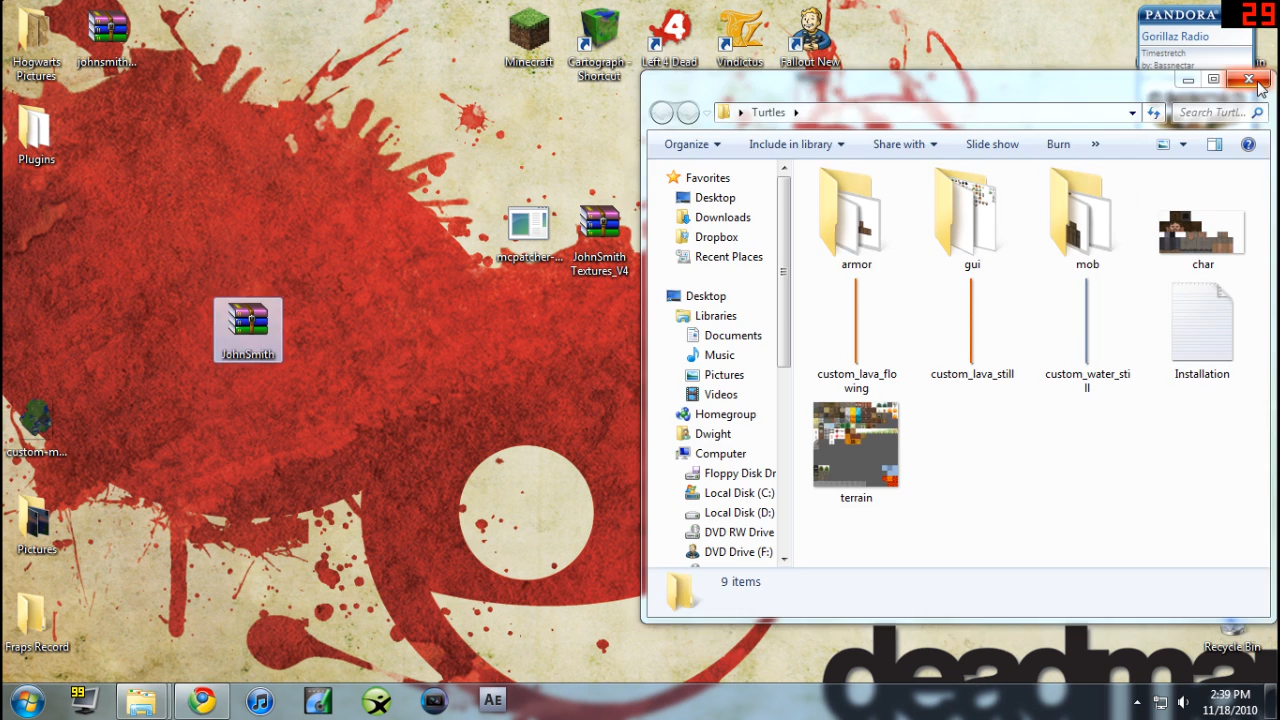 Hogwarts
Pictures
johnsmith...
Plugins
custom-m...
Pictures
Fraps Record
JohnSmith
Minecraft
Cartograph -
Shortcut
Left 4 Dead
Vindictus
Fallout New
mcpatcher-...
JohnSmith
Textures_V4
PANDORA
29
Gorillaz Radio
Timestretch
by: Bassnectar
Turtles
Search Turtl...
Organize
Include in library
Share with
Slide show
Burn
»
Favorites
Desktop
Downloads
Dropbox
Recent Places
Desktop
Libraries
Documents
Music
Pictures
Videos
Homegroup
Dwight
Computer
Floppy Disk Dr
Local Disk (C:)
Local Disk (D:)
DVD RW Drive
DVD Drive (F:)
armor
gui
mob
char
custom_lava_flo
wing
custom_lava_still
custom_water_sti
ll
Installation
terrain
9 items
Recycle Bin
deadma
99
AE
2:39 PM
11/18/2010